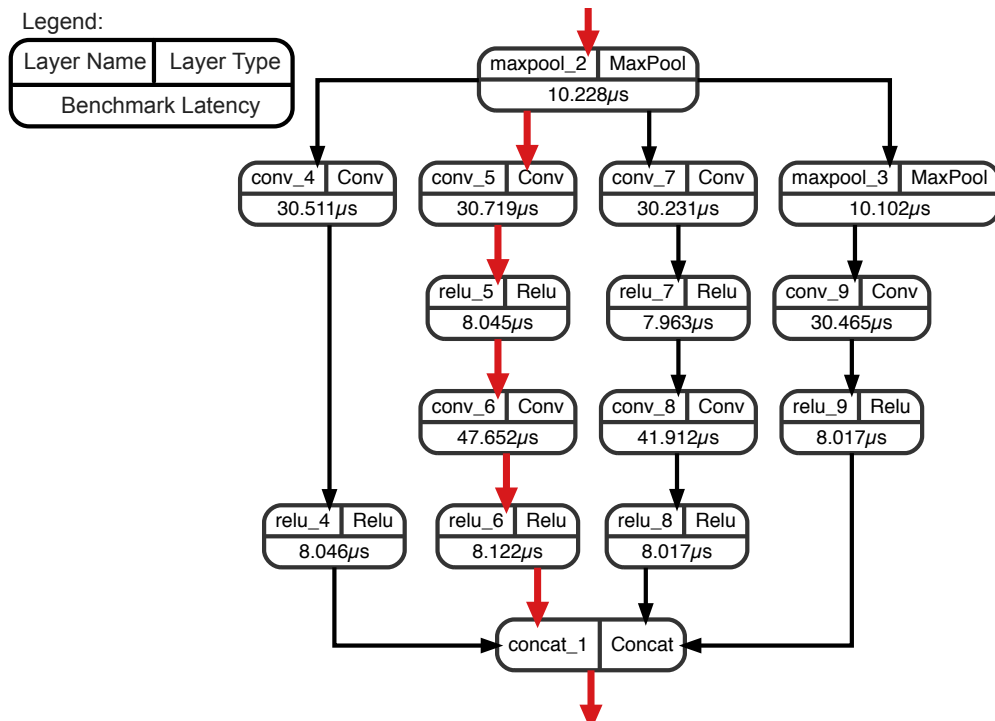 Legend:
Layer Name Layer Type
Benchmark Latency
maxpool_2 MaxPool
10.228µs
conv_4 Conv
30.511µs
conv_5 Conv
30.719µs
conv_7 Conv
30.231µs
maxpool_3 MaxPool
10.102µs
relu_5 Relu
8.045µs
relu_7 Relu
7.963µs
conv_9 Conv
30.465µs
conv_6 Conv
47.652µs
conv_8 Conv
41.912µs
relu_9 Relu
8.017µs
relu_4 Relu
8.046µs
relu_6 Relu
8.122µs
relu_8 Relu
8.017µs
concat_1 Concat